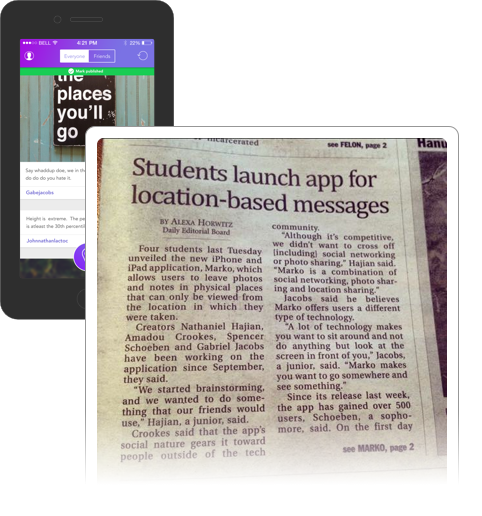 BELL
4:21 PM
22%
Everyone
Friends
Mark published
the
places
you'll
go
Say whaddup doe, we in th
do do do you hate it
Gabejacobs
Height is extreme. The pe
is atleast the 30th percentil
Johnnathanlactos
incarcerated
see FELON, page 2
Hanu
Students launch app for
location-based messages
BY ALEXA HORWITZ
Daily Editorial Board
Four students last Tuesday
unveiled the new iPhone and
iPad application, Marko, which
allows users to leave photos
and notes in physical places
that can only be viewed from
the location in which they
were taken.
Creators Nathaniel Hajian,
Amadou Crookes, Spencer
Schoeben and Gabriel Jacobs
have been working on the
application since September,
they said.
"We started brainstorming,
and we wanted to do some-
thing that our friends would
use," Hajian, a junior, said.
Crookes said that the app's
social nature gears it toward
people outside of the tech
community.
"Although it's competitive,
we didn't want to cross off
[including] social networking
or photo sharing," Hajian said.
"Marko is a combination of
social networking, photo shar-
ing and location sharing."
Jacobs said he believes
Marko offers users a different
type of technology.
"A lot of technology makes
you want to sit around and not
do anything but look at the
screen in front of you," Jacobs,
a junior, said. "Marko makes
you want to go somewhere and
see something."
Since its release last week,
the app has gained over 500
users, Schoeben, a sopho-
more, said. On the first day
see MARKO, page 2